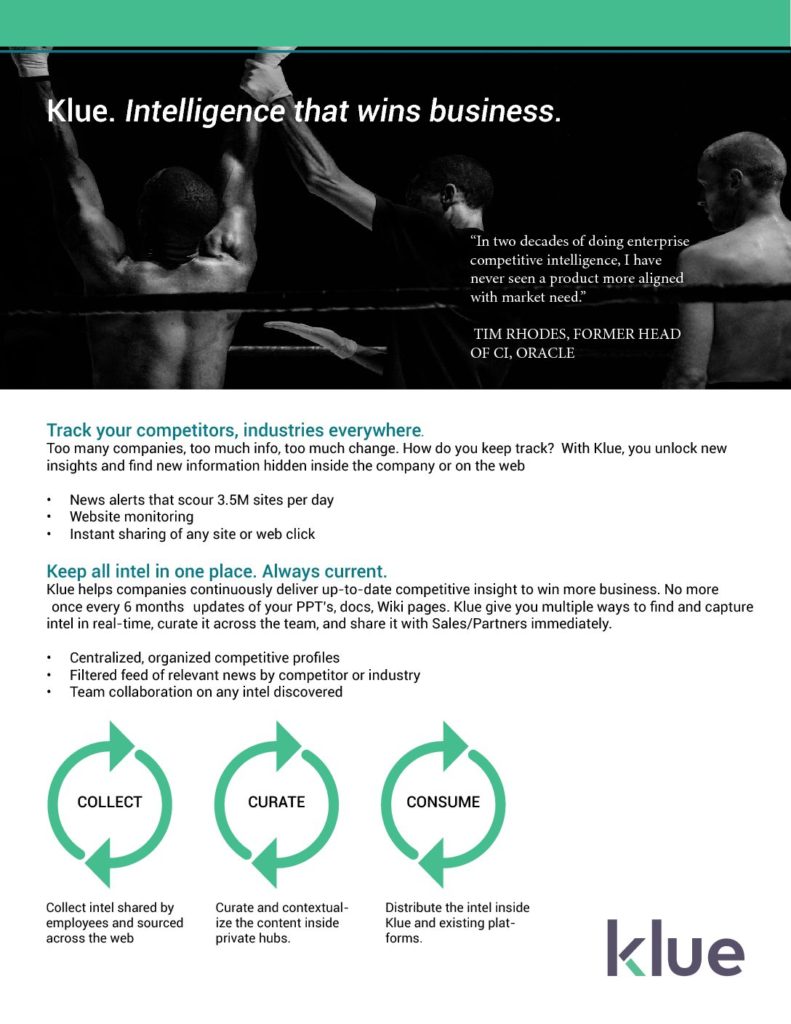 Klue. Intelligence that wins business.
“In two decades of doing enterprise
competitive intelligence, I have
never seen a product more aligned
with market need.”
TIM RHODES, FORMER HEAD
OF CI, ORACLE
Track your competitors, industries everywhere.
Too many companies, too much info, too much change. How do you keep track?  With Klue, you unlock new
insights and find new information hidden inside the company or on the web
• News alerts that scour 3.5M sites per day
• Website monitoring
• Instant sharing of any site or web click
Keep all intel in one place. Always current.
Klue helps companies continuously deliver up-to-date competitive insight to win more business. No more
once every 6 months  updates of your PPT's, docs, Wiki pages. Klue give you multiple ways to find and capture
intel in real-time, curate it across the team, and share it with Sales/Partners immediately.
• Centralized, organized competitive profiles
• Filtered feed of relevant news by competitor or industry
• Team collaboration on any intel discovered
COLLECT
CURATE
CONSUME
Collect intel shared by
employees and sourced
across the web
Curate and contextual-
ize the content inside
private hubs.
Distribute the intel inside
Klue and existing plat-
forms.
klue